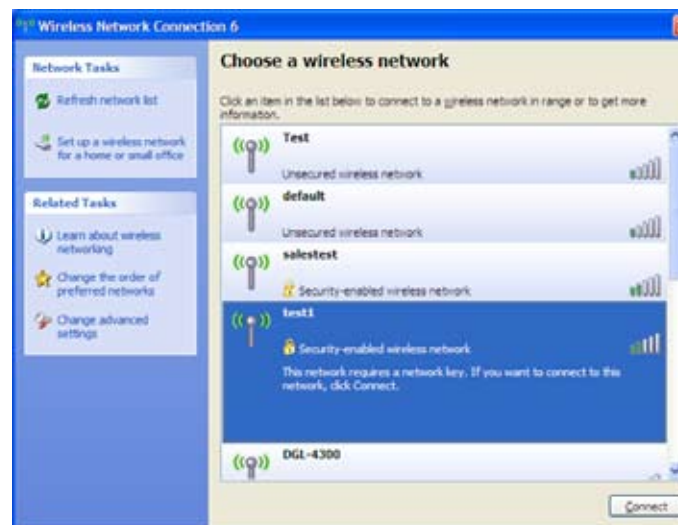 Wireless Network Connection 6
Network Tasks
Refresh network list
Set up a wireless network
for a home or small office
Related Tasks
Learn about wireless
networking
Change the order of
preferred networks
Change advanced
settings
Choose a wireless network
Click an item in the list below to connect to a wireless network in range or to get more
information.
Test
Unsecured wireless network
default
Unsecured wireless network
salestest
Security-enabled wireless network
test1
Security-enabled wireless network
This network requires a network key. If you want to connect to this
network, click Connect.
DGL-4300
Connect